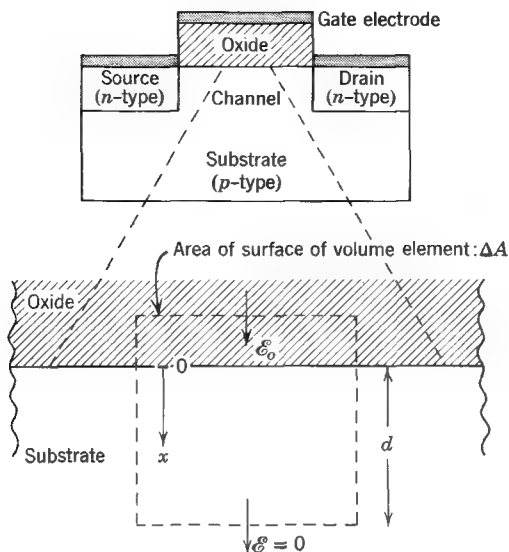 Gate electrode
Oxide
Source
(n-type)
Channel
Drain
(n-type)
Substrate
(p-type)
Area of surface of volume element: ΔA
Oxide
ℰₒ
0
x
d
Substrate
ℰ = 0